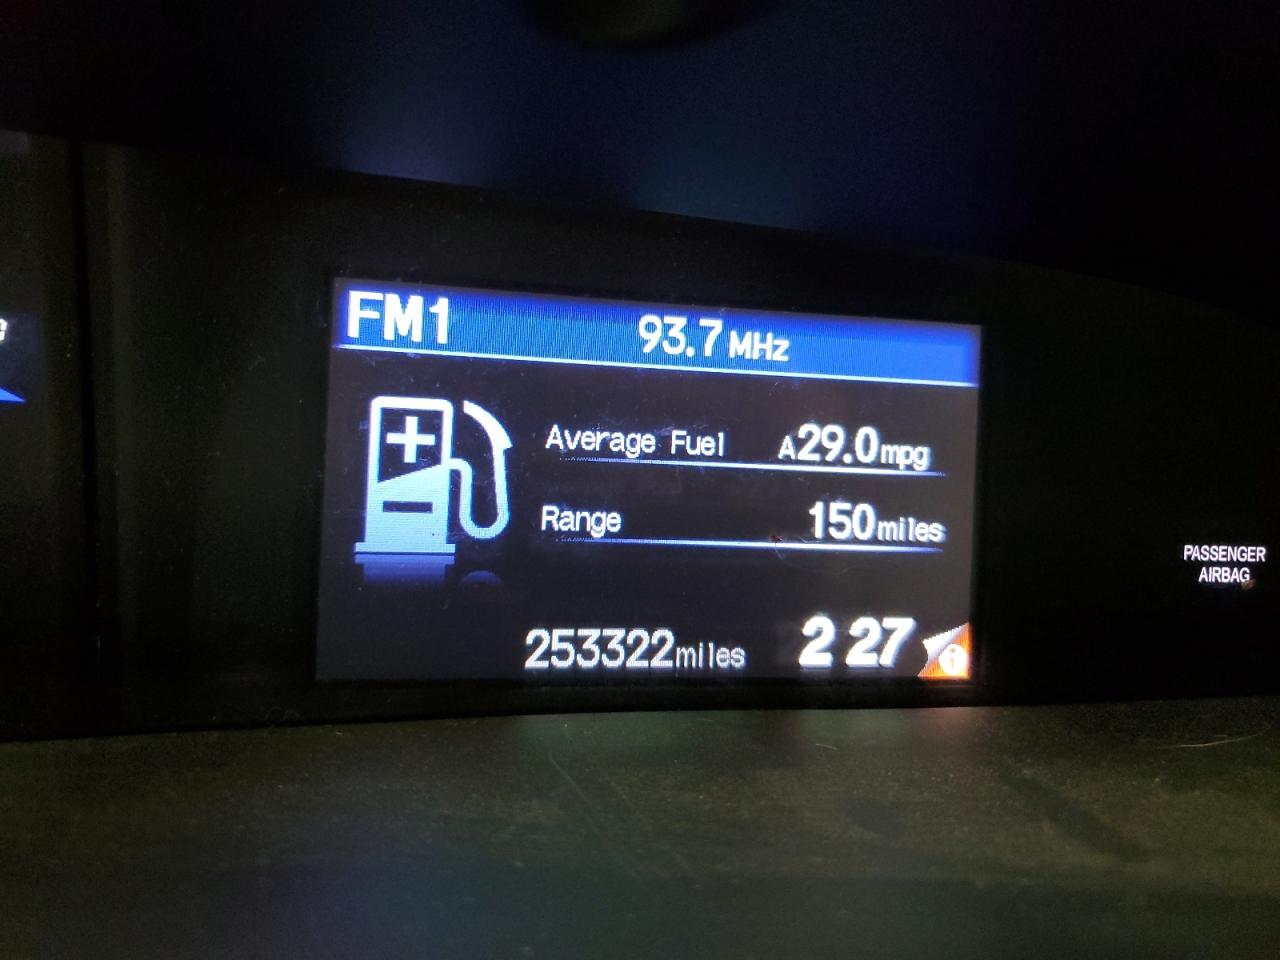 FM1 93.7 MHz
Average Fuel A29.0mpg
Range 150miles
253322miles 2 27 i
PASSENGER
AIRBAG